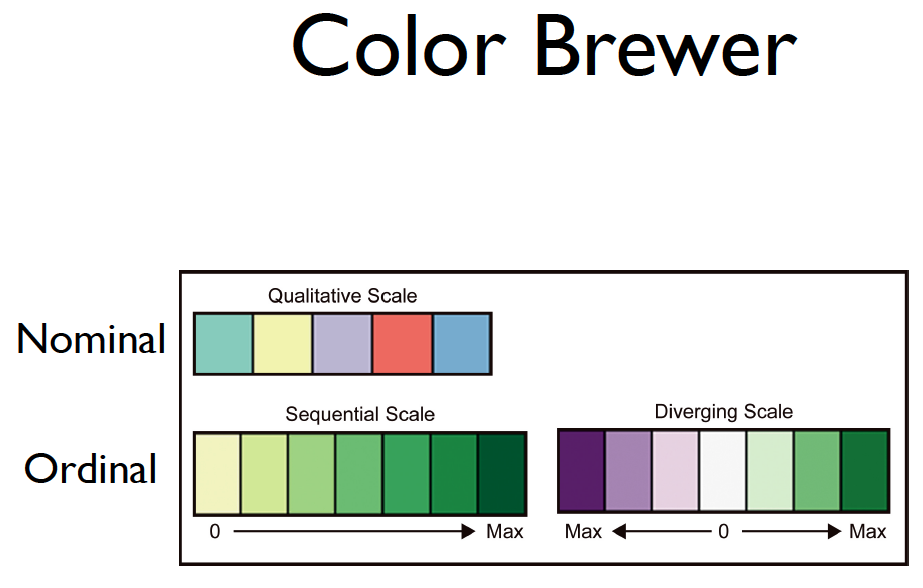 Color Brewer
Qualitative Scale
Nominal
Sequential Scale
Diverging Scale
Ordinal
0 Max
Max 0 Max